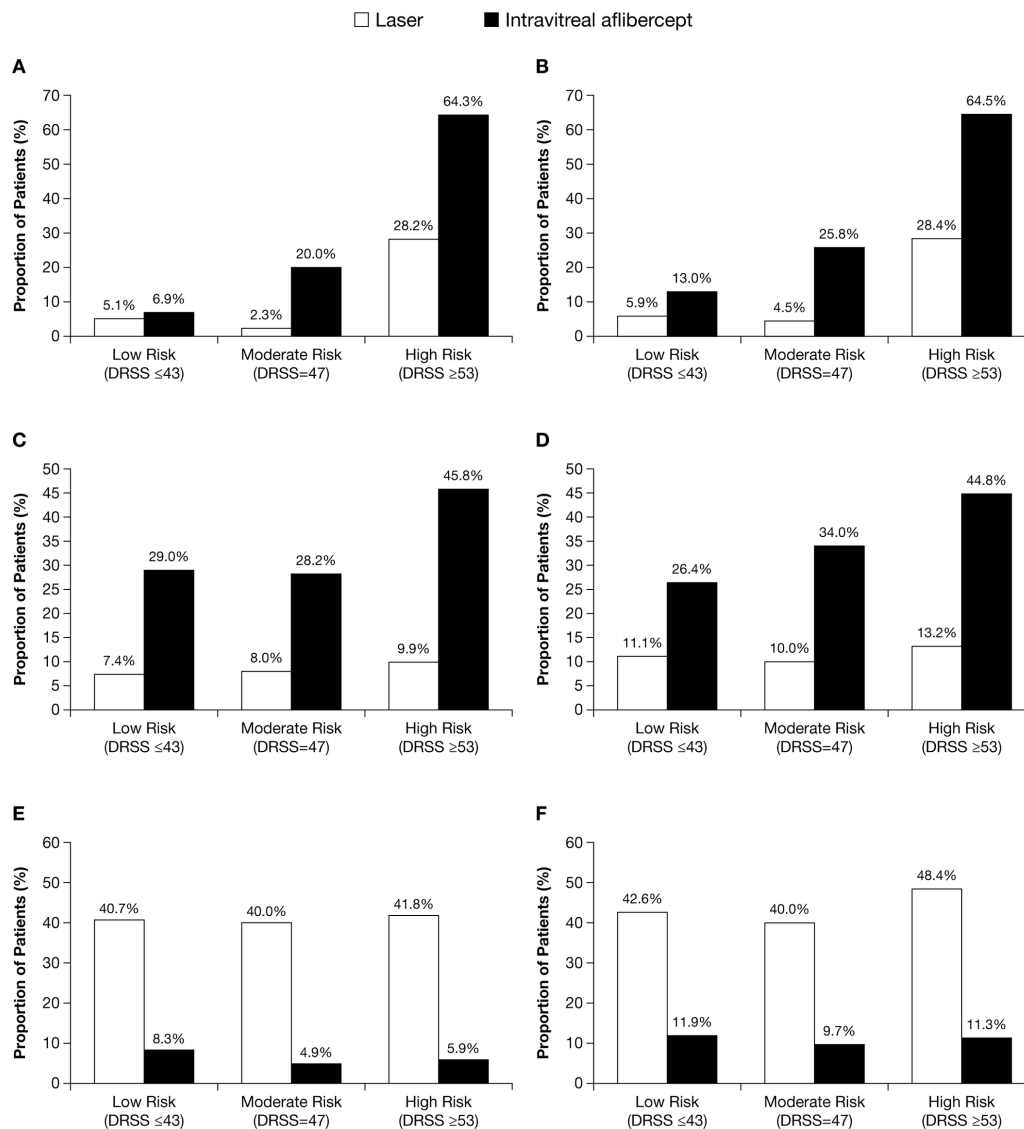 Laser Intravitreal aflibercept
A
Proportion of Patients (%)
70
60
50
40
30
20
10
0
5.1% 6.9%
2.3% 20.0%
28.2% 64.3%
Low Risk Moderate Risk High Risk
(DRSS ≤43) (DRSS=47) (DRSS ≥53)
B
Proportion of Patients (%)
70
60
50
40
30
20
10
0
5.9% 13.0%
4.5% 25.8%
28.4% 64.5%
Low Risk Moderate Risk High Risk
(DRSS ≤43) (DRSS=47) (DRSS ≥53)
C
Proportion of Patients (%)
50
45
40
35
30
25
20
15
10
5
0
7.4% 29.0%
8.0% 28.2%
9.9% 45.8%
Low Risk Moderate Risk High Risk
(DRSS ≤43) (DRSS=47) (DRSS ≥53)
D
Proportion of Patients (%)
50
45
40
35
30
25
20
15
10
5
0
11.1% 26.4%
10.0% 34.0%
13.2% 44.8%
Low Risk Moderate Risk High Risk
(DRSS ≤43) (DRSS=47) (DRSS ≥53)
E
Proportion of Patients (%)
60
50
40
30
20
10
0
40.7% 8.3%
40.0% 4.9%
41.8% 5.9%
Low Risk Moderate Risk High Risk
(DRSS ≤43) (DRSS=47) (DRSS ≥53)
F
Proportion of Patients (%)
60
50
40
30
20
10
0
42.6% 11.9%
40.0% 9.7%
48.4% 11.3%
Low Risk Moderate Risk High Risk
(DRSS ≤43) (DRSS=47) (DRSS ≥53)